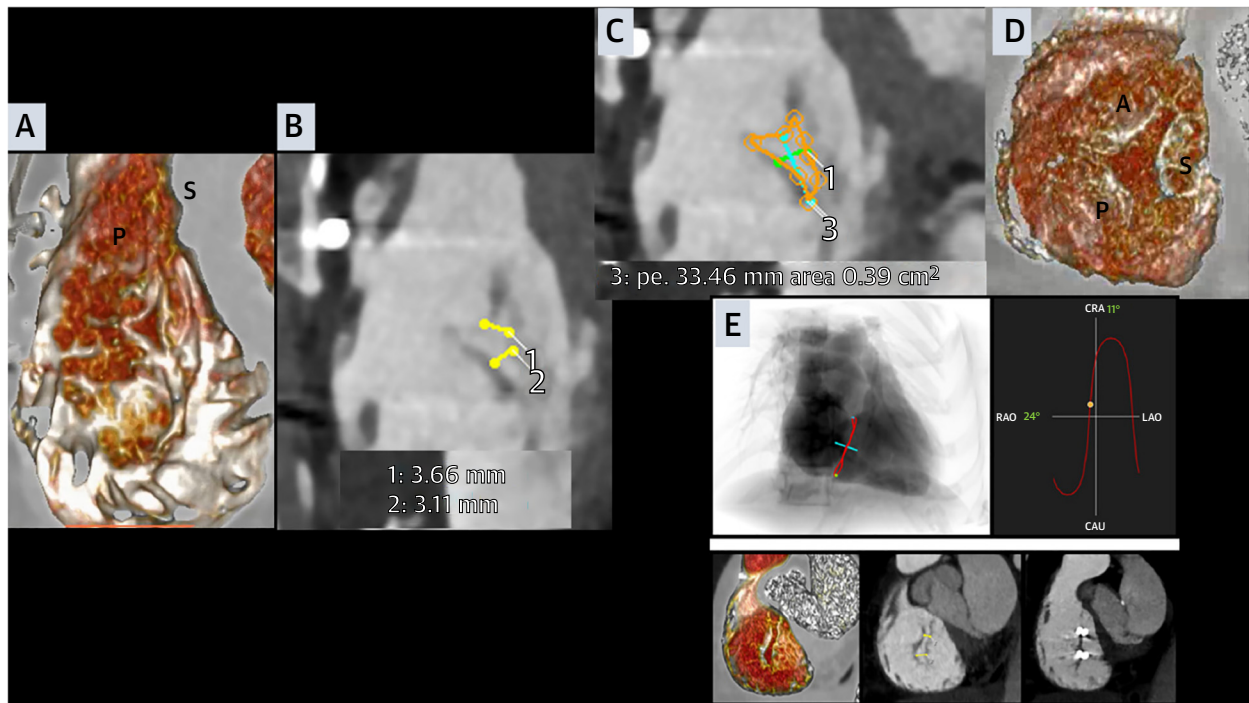 A
S
P
B
1
2
1: 3.66 mm
2: 3.11 mm
C
1
3
3: pe. 33.46 mm area 0.39 cm²
D
A
S
P
E
CRA 11°
RAO 24°
LAO
CAU